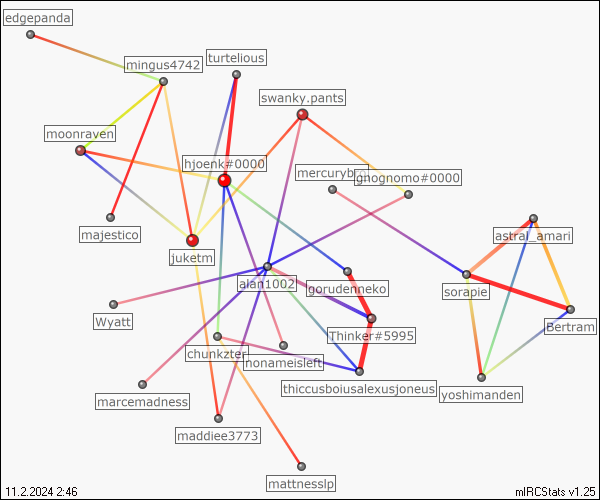 edgepanda
turtelious
mingus4742
swanky.pants
moonraven
hjoenk#0000
gnognomo#0000
majestico
astral_amari
juketm
alan1002
gorudenneko
sorapie
Wyatt
Bertram
Thinker#5995
chunkzter
nonameisleft
thiccusboiusalexusjoneus
yoshimanden
marcemadness
maddiee3773
mattnesslp
11.2.2024 2:46
mIRCStats v1.25